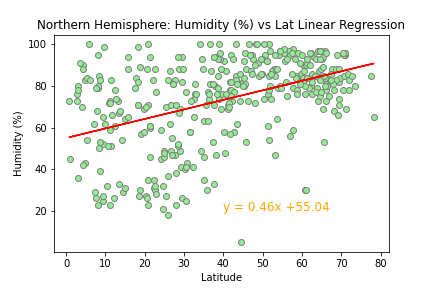 Northern Hemisphere: Humidity (%) vs Lat Linear Regression
100
80
60
40
20
Humidity (%)
y = 0.46x +55.04
0 10 20 30 40 50 60 70 80
Latitude